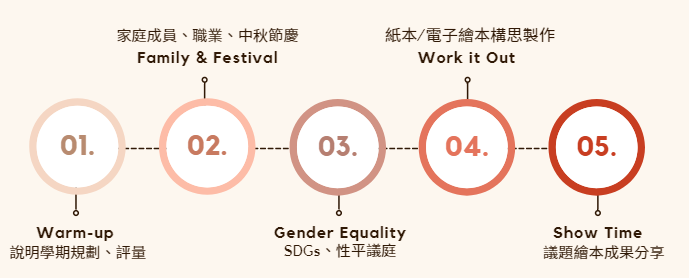 01.
Warm-up
說明學期規劃、評量
家庭成員、職業、中秋節慶
Family & Festival
02.
03.
Gender Equality
SDGs、性平議庭
紙本/電子繪本構思製作
Work it Out
04.
05.
Show Time
議題繪本成果分享